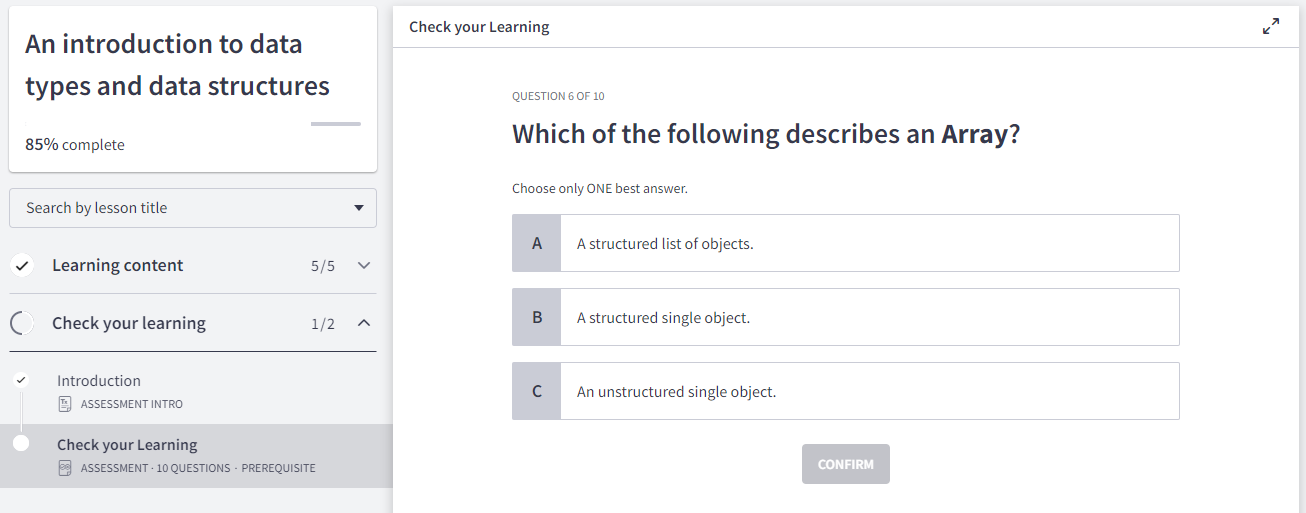 An introduction to data
types and data structures
85% complete
Search by lesson title
Learning content 5/5
Check your learning 1/2
Introduction
ASSESSMENT INTRO
Check your Learning
ASSESSMENT · 10 QUESTIONS · PREREQUISITE
Check your Learning
QUESTION 6 OF 10
Which of the following describes an Array?
Choose only ONE best answer.
A A structured list of objects.
B A structured single object.
C An unstructured single object.
CONFIRM